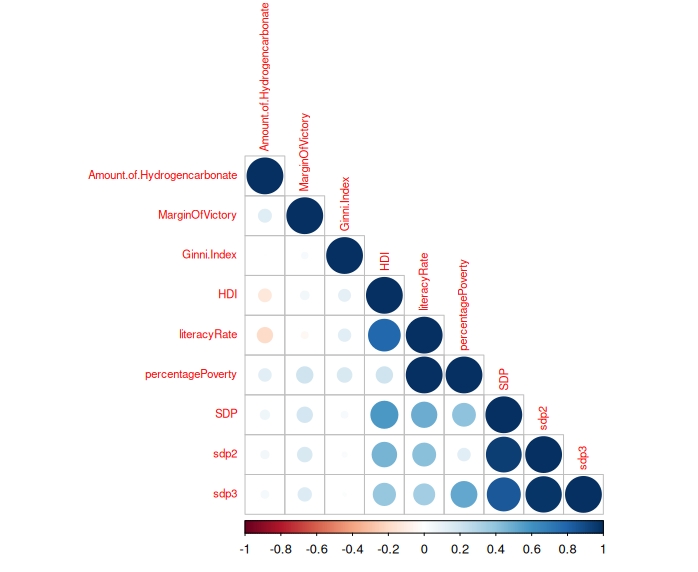 Amount.of.Hydrogencarbonate
MarginOfVictory
Ginni.Index
HDI
literacyRate
percentagePoverty
SDP
sdp2
sdp3
Amount.of.Hydrogencarbonate
MarginOfVictory
Ginni.Index
HDI
literacyRate
percentagePoverty
SDP
sdp2
sdp3
-1 -0.8 -0.6 -0.4 -0.2 0 0.2 0.4 0.6 0.8 1